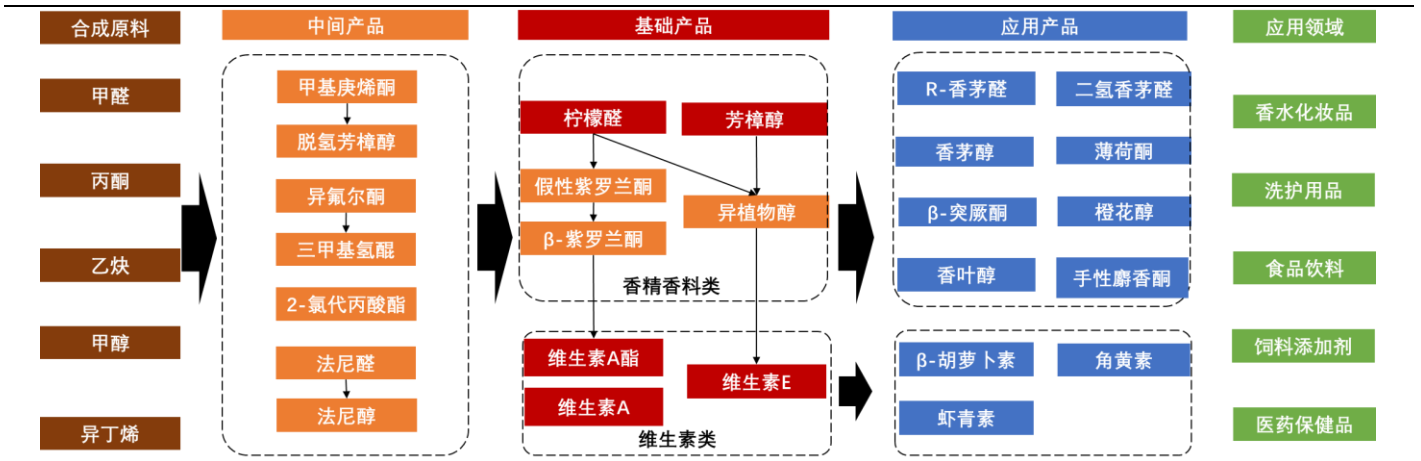 合成原料
中间产品
基础产品
应用产品
应用领域
甲醛
丙酮
乙炔
甲醇
异丁烯
甲基庚烯酮
脱氢芳樟醇
异氟尔酮
三甲基氢醌
2-氯代丙酸酯
法尼醛
法尼醇
柠檬醛
芳樟醇
假性紫罗兰酮
异植物醇
β-紫罗兰酮
香精香料类
维生素A酯
维生素E
维生素A
维生素类
R-香茅醛
二氢香茅醛
香茅醇
薄荷酮
β-突厥酮
橙花醇
香叶醇
手性麝香酮
β-胡萝卜素
角黄素
虾青素
香水化妆品
洗护用品
食品饮料
饲料添加剂
医药保健品